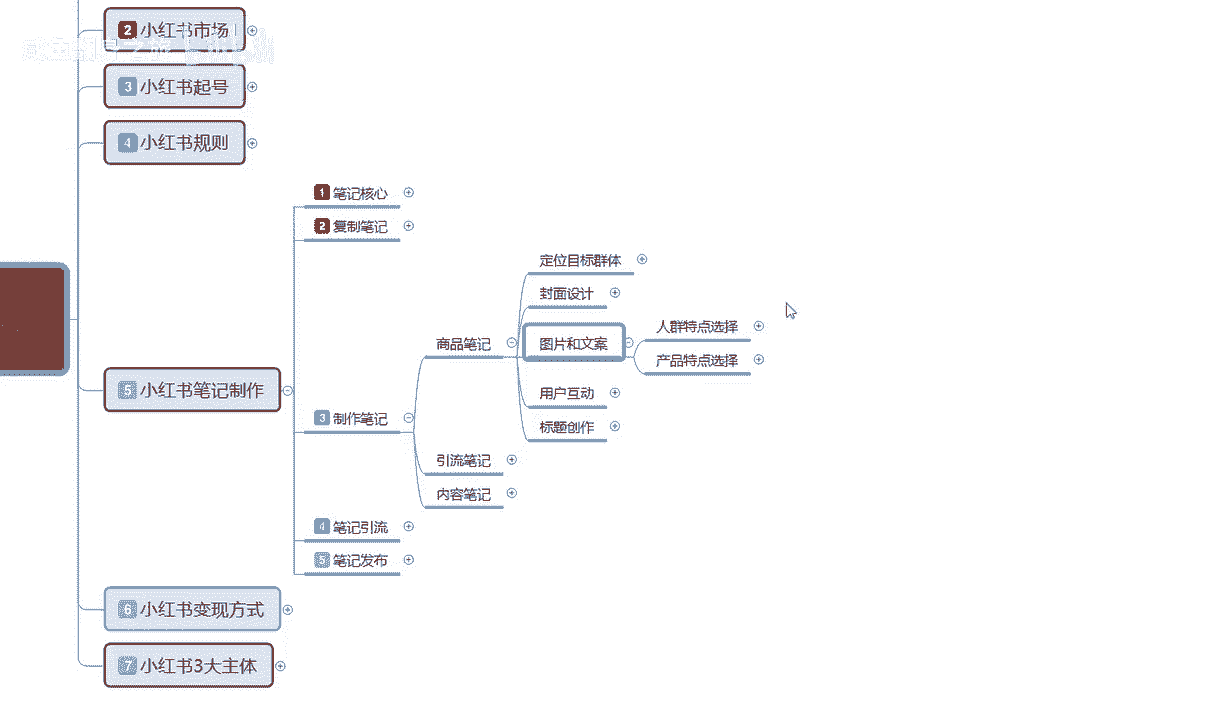 2 小红书市场
3 小红书起号
4 小红书规则
5 小红书笔记制作
1 笔记核心
2 复制笔记
3 制作笔记
商品笔记
定位目标群体
封面设计
图片和文案
人群特点选择
产品特点选择
用户互动
标题创作
引流笔记
内容笔记
4 笔记引流
5 笔记发布
6 小红书变现方式
7 小红书3大主体